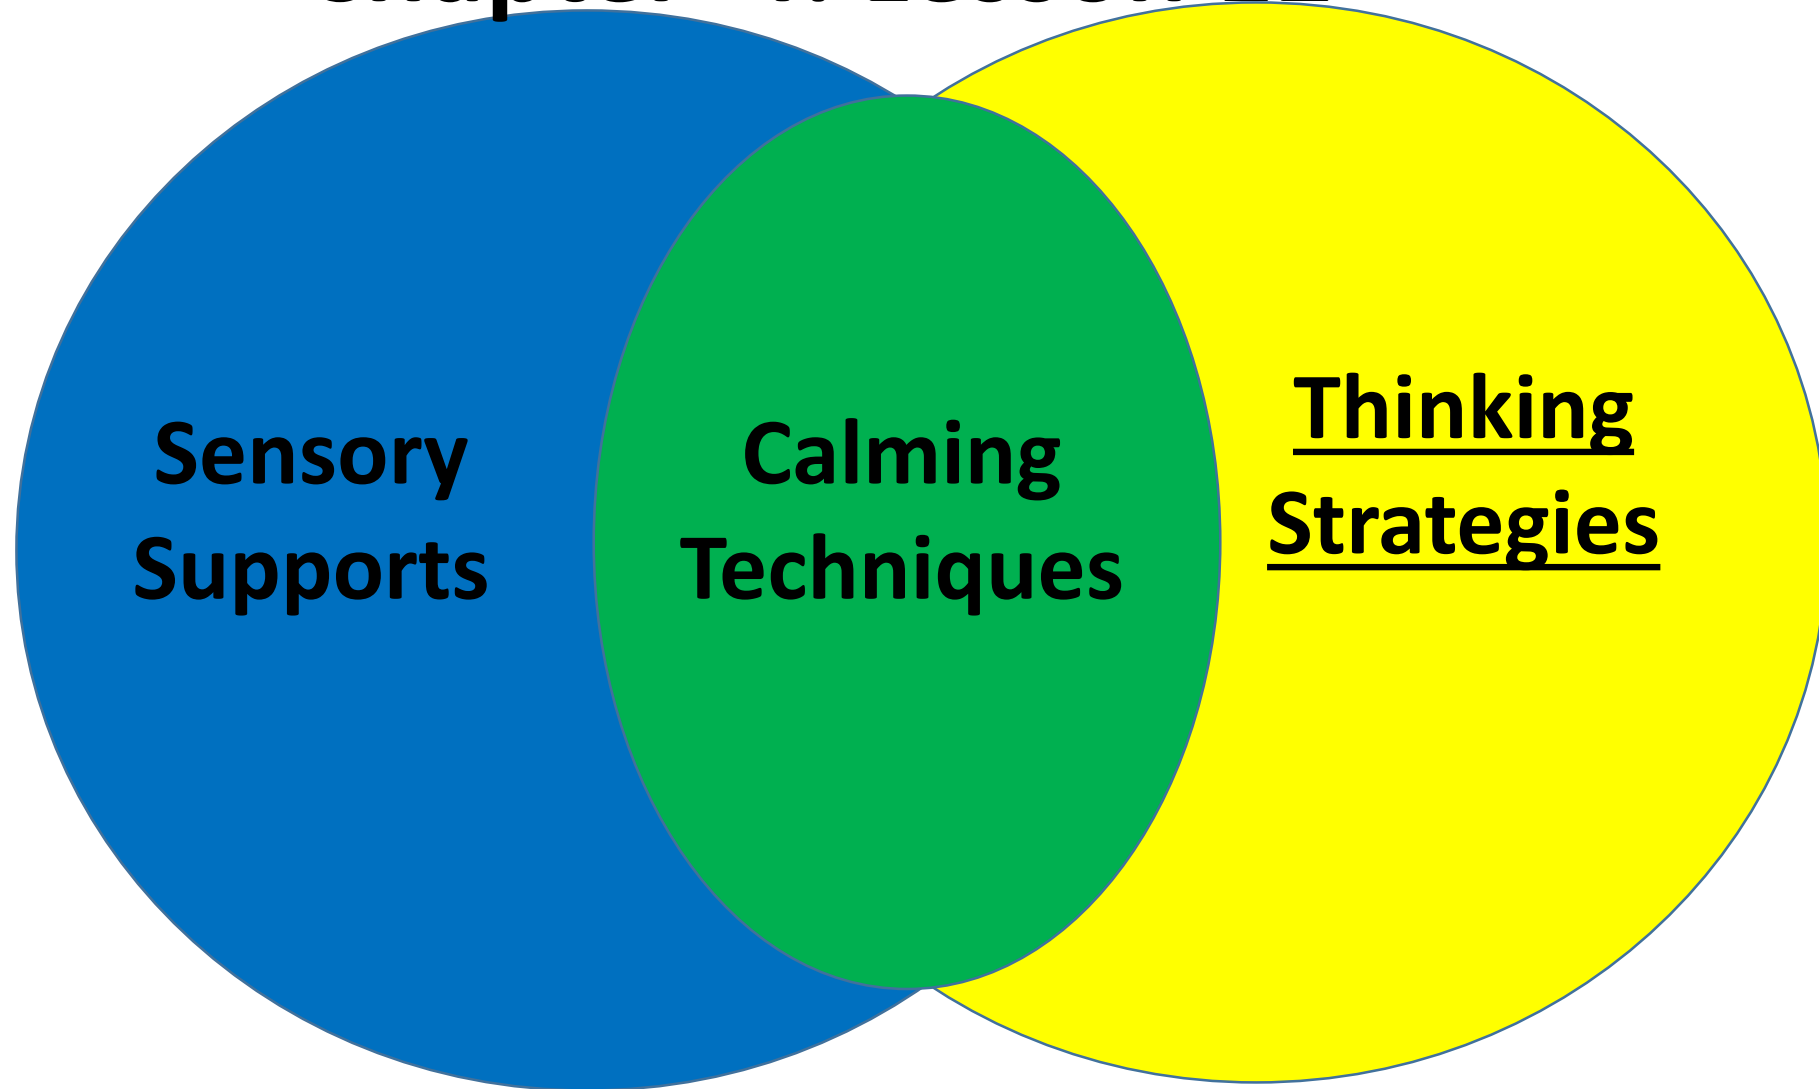 Sensory
Supports
Calming
Techniques
Thinking
Strategies